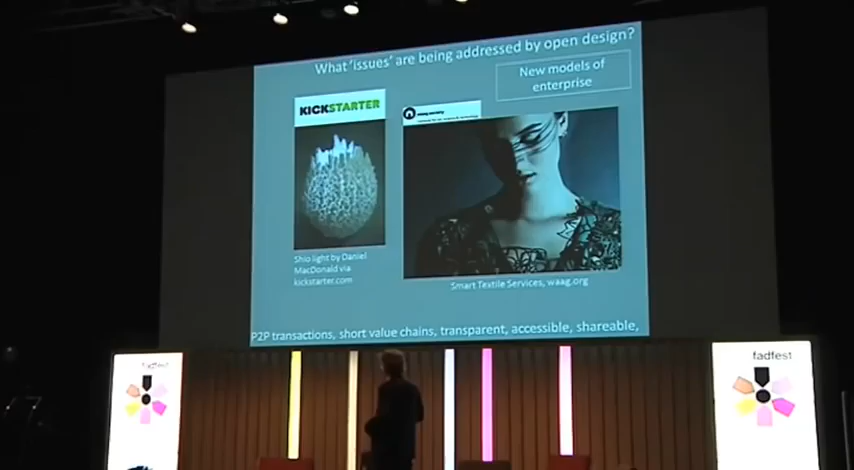 What 'issues' are being addressed by open design?
New models of
enterprise
KICKSTARTER
Shio light by Daniel
MacDonald via
kickstarter.com
Smart Textile Services, waag.org
P2P transactions, short value chains, transparent, accessible, shareable,
fadfest
fadfest